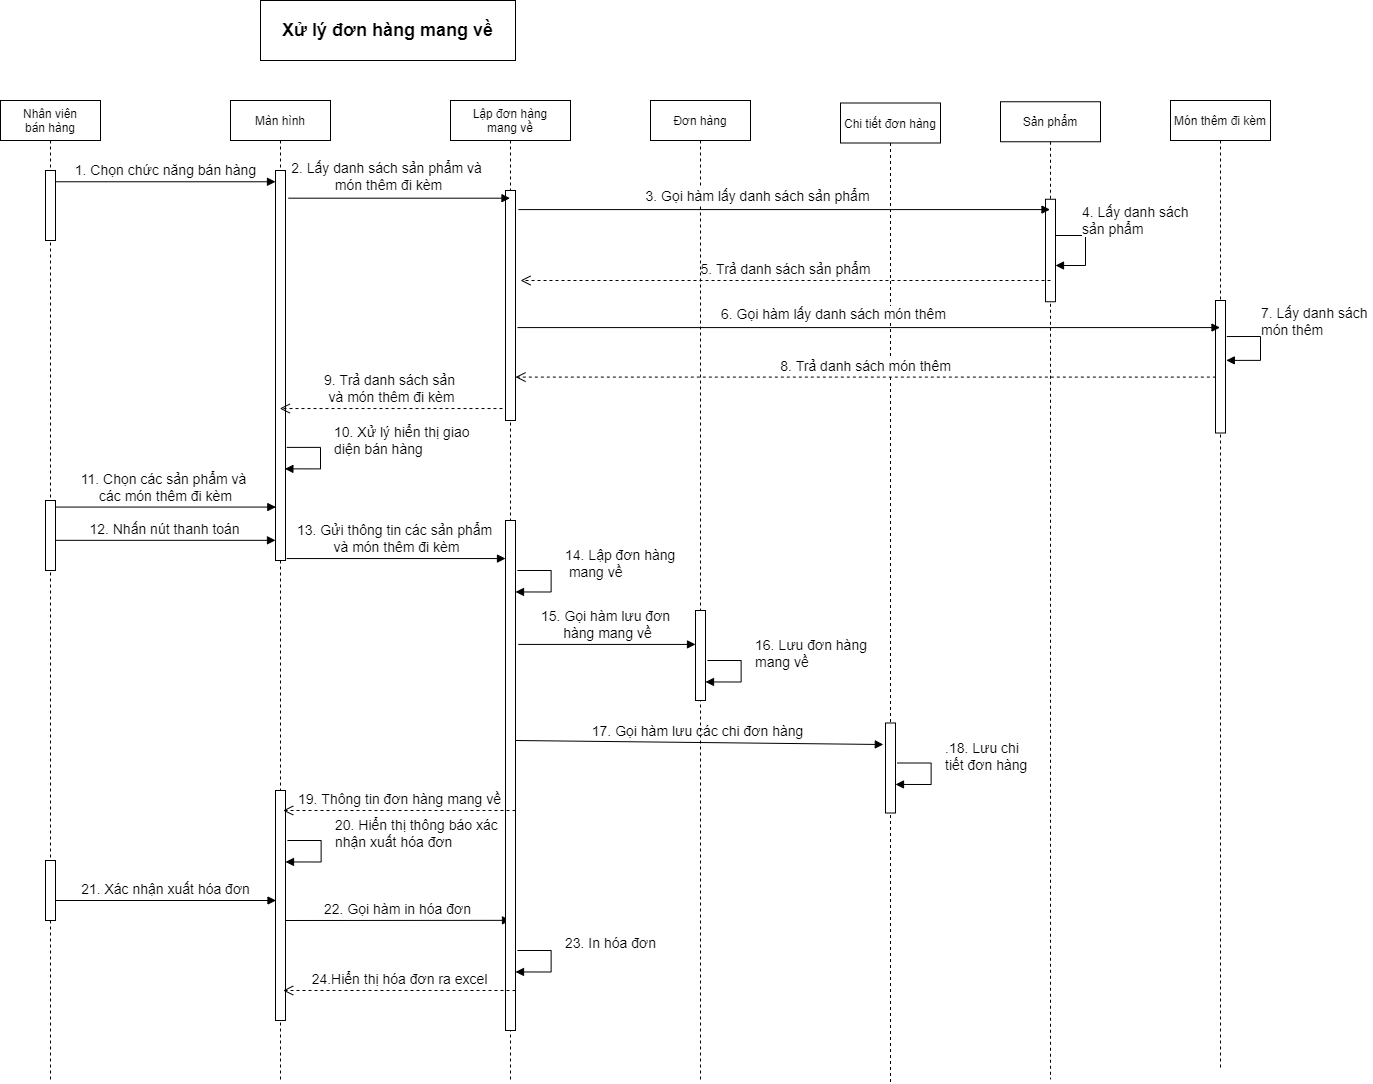 Xử lý đơn hàng mang về
Nhân viên
bán hàng
Màn hình
Lập đơn hàng
mang về
Đơn hàng
Chi tiết đơn hàng
Sản phẩm
Món thêm đi kèm
1. Chọn chức năng bán hàng
2. Lấy danh sách sản phẩm và
món thêm đi kèm
3. Gọi hàm lấy danh sách sản phẩm
4. Lấy danh sách
sản phẩm
5. Trả danh sách sản phẩm
6. Gọi hàm lấy danh sách món thêm
7. Lấy danh sách
món thêm
8. Trả danh sách món thêm
9. Trả danh sách sản
và món thêm đi kèm
10. Xử lý hiển thị giao
diện bán hàng
11. Chọn các sản phẩm và
các món thêm đi kèm
12. Nhấn nút thanh toán
13. Gửi thông tin các sản phẩm
và món thêm đi kèm
14. Lập đơn hàng
mang về
15. Gọi hàm lưu đơn
hàng mang về
16. Lưu đơn hàng
mang về
17. Gọi hàm lưu các chi đơn hàng
.18. Lưu chi
tiết đơn hàng
19. Thông tin đơn hàng mang về
20. Hiển thị thông báo xác
nhận xuất hóa đơn
21. Xác nhận xuất hóa đơn
22. Gọi hàm in hóa đơn
23. In hóa đơn
24.Hiển thị hóa đơn ra excel